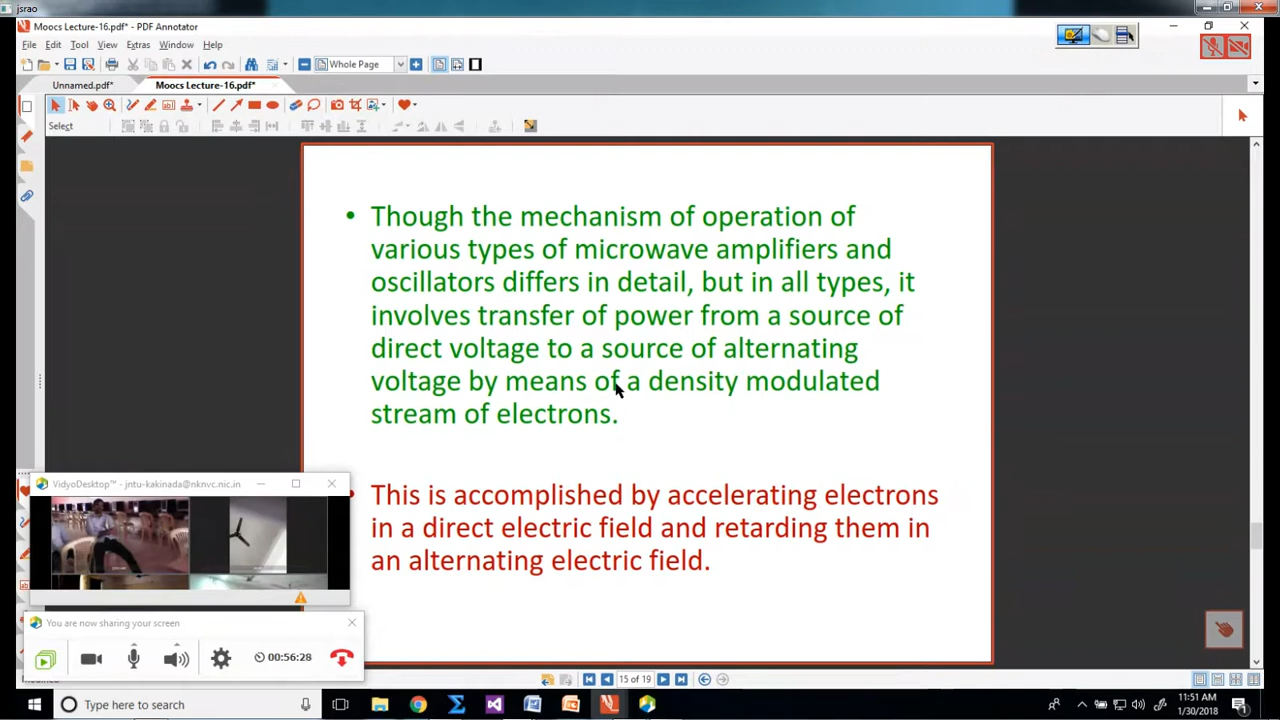 jsrao
Moocs Lecture-16.pdf* - PDF Annotator
File Edit Tool View Extras Window Help
Whole Page
Unnamed.pdf* Moocs Lecture-16.pdf*
Select
• Though the mechanism of operation of
various types of microwave amplifiers and
oscillators differs in detail, but in all types, it
involves transfer of power from a source of
direct voltage to a source of alternating
voltage by means of a density modulated
stream of electrons.
• This is accomplished by accelerating electrons
in a direct electric field and retarding them in
an alternating electric field.
VidyoDesktop™ - jntu-kakinada@nknvc.nic.in
You are now sharing your screen
00:56:28
15 of 19
Type here to search
11:51 AM
1/30/2018